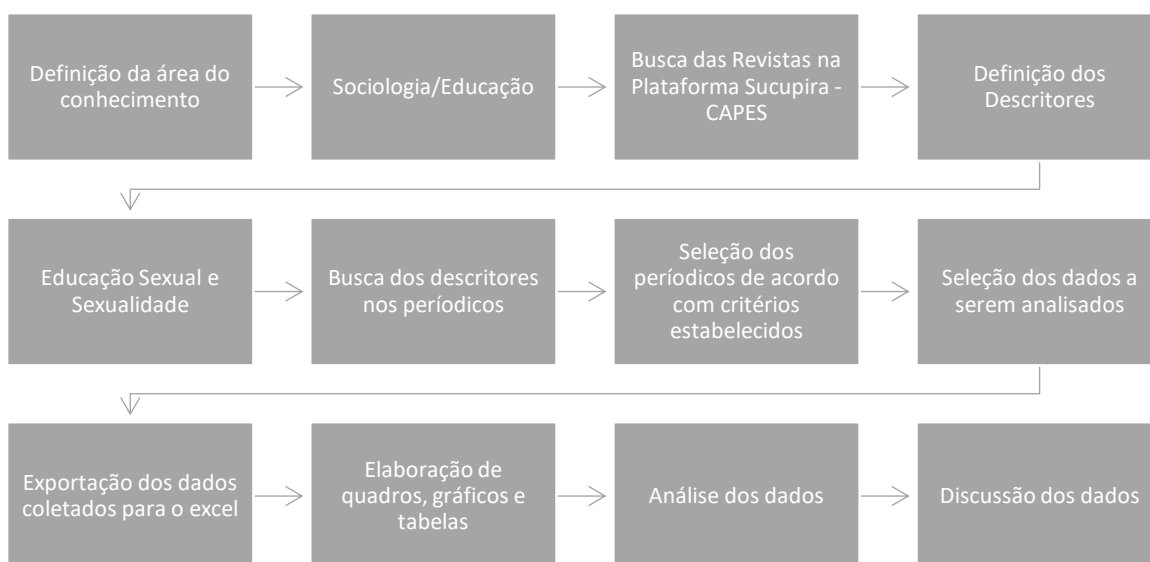 Definição da área do
conhecimento
Sociologia/Educação
Busca das Revistas na
Plataforma Sucupira -
CAPES
Definição dos
Descritores
Educação Sexual e
Sexualidade
Busca dos descritores
nos períodicos
Seleção dos
períodicos de acordo
com critérios
estabelecidos
Seleção dos dados a
serem analisados
Exportação dos dados
coletados para o excel
Elaboração de
quadros, gráficos e
tabelas
Análise dos dados
Discussão dos dados